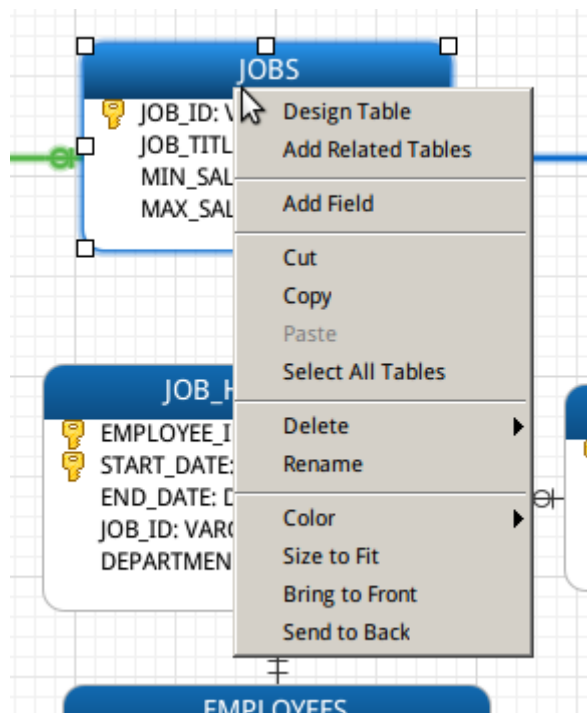 JOBS
JOB_ID:
JOB_TITL
MIN_SAL
MAX_SAL
Design Table
Add Related Tables
Add Field
Cut
Copy
Paste
Select All Tables
Delete
Rename
Color
Size to Fit
Bring to Front
Send to Back
JOB_H
EMPLOYEE_I
START_DATE:
END_DATE: D
JOB_ID: VARC
DEPARTMEN
EMPLOYEES